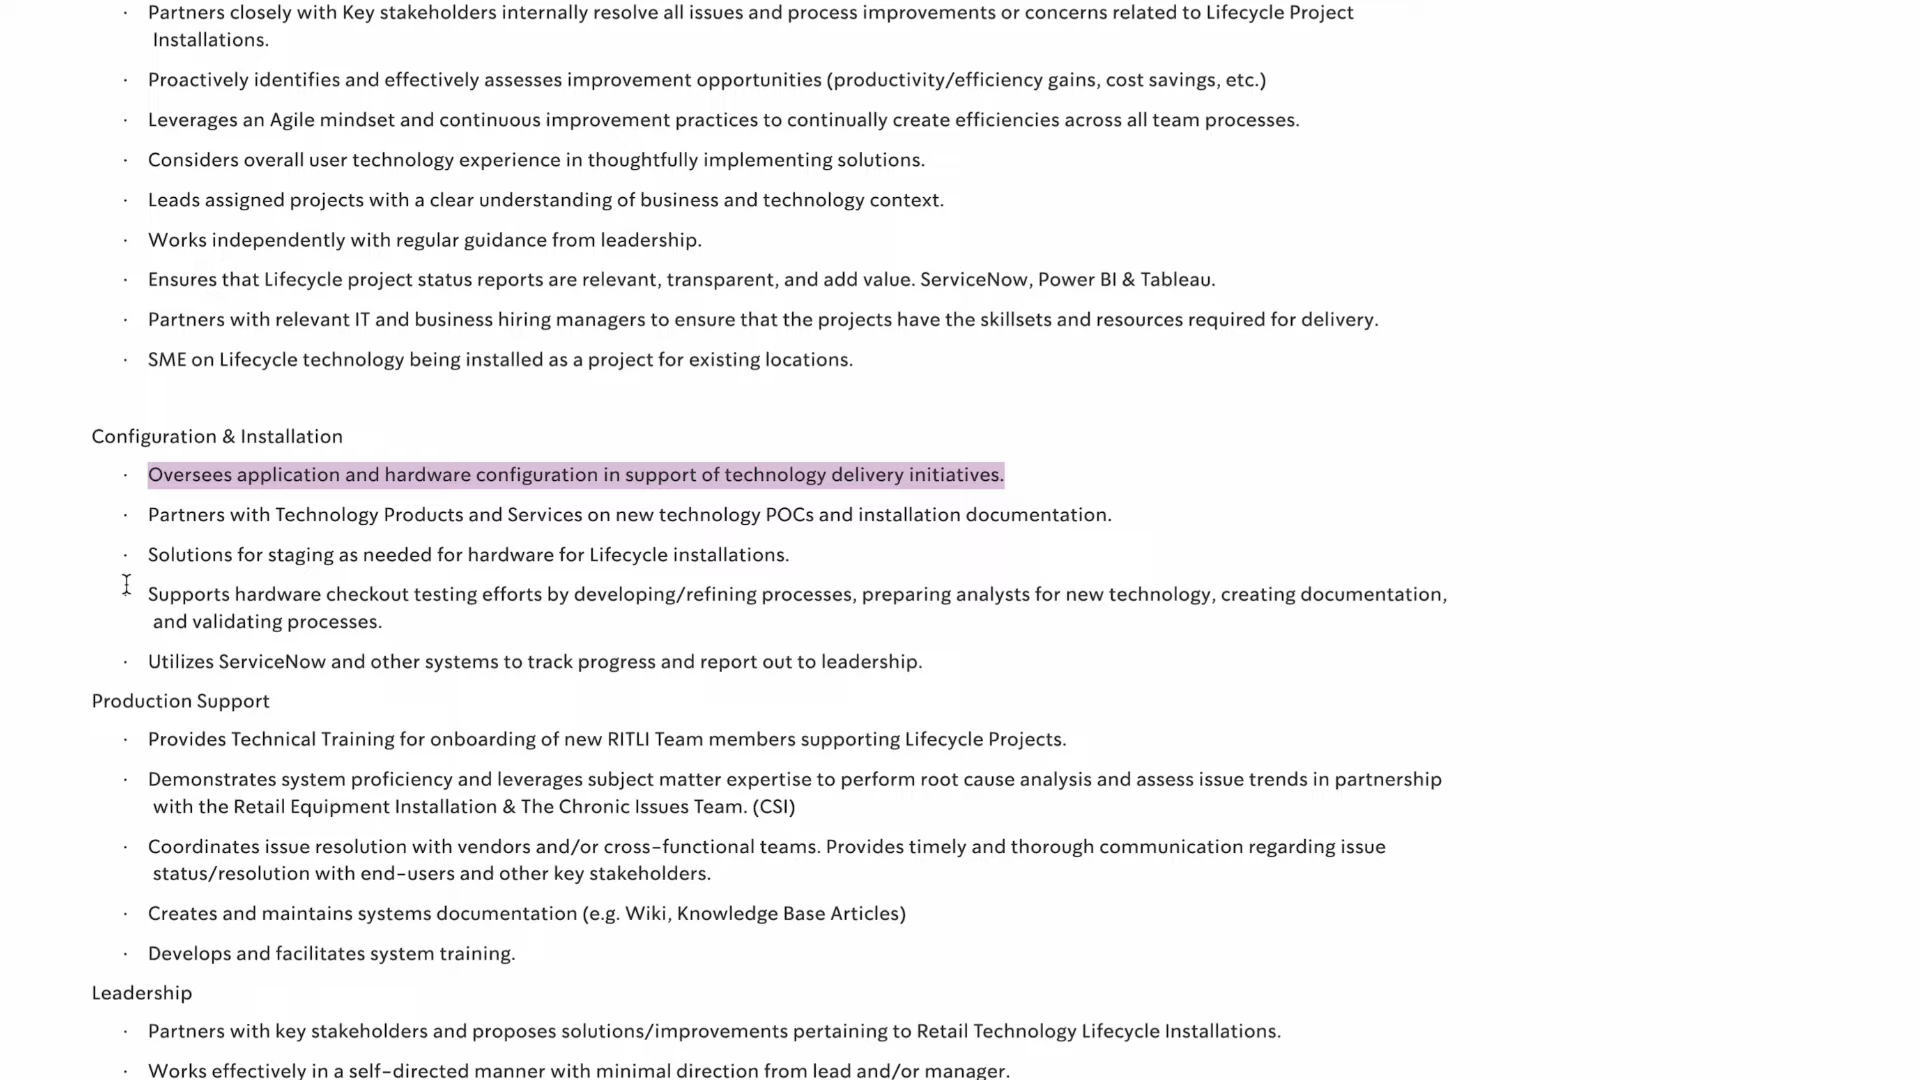 · Partners closely with Key stakeholders internally resolve all issues and process improvements or concerns related to Lifecycle Project
Installations.
· Proactively identifies and effectively assesses improvement opportunities (productivity/efficiency gains, cost savings, etc.)
· Leverages an Agile mindset and continuous improvement practices to continually create efficiencies across all team processes.
· Considers overall user technology experience in thoughtfully implementing solutions.
· Leads assigned projects with a clear understanding of business and technology context.
· Works independently with regular guidance from leadership.
· Ensures that Lifecycle project status reports are relevant, transparent, and add value. ServiceNow, Power BI & Tableau.
· Partners with relevant IT and business hiring managers to ensure that the projects have the skillsets and resources required for delivery.
· SME on Lifecycle technology being installed as a project for existing locations.
Configuration & Installation
· Oversees application and hardware configuration in support of technology delivery initiatives.
· Partners with Technology Products and Services on new technology POCs and installation documentation.
· Solutions for staging as needed for hardware for Lifecycle installations.
Supports hardware checkout testing efforts by developing/refining processes, preparing analysts for new technology, creating documentation,
and validating processes.
· Utilizes ServiceNow and other systems to track progress and report out to leadership.
Production Support
· Provides Technical Training for onboarding of new RITLI Team members supporting Lifecycle Projects.
· Demonstrates system proficiency and leverages subject matter expertise to perform root cause analysis and assess issue trends in partnership
with the Retail Equipment Installation & The Chronic Issues Team. (CSI)
· Coordinates issue resolution with vendors and/or cross-functional teams. Provides timely and thorough communication regarding issue
status/resolution with end-users and other key stakeholders.
· Creates and maintains systems documentation (e.g. Wiki, Knowledge Base Articles)
· Develops and facilitates system training.
Leadership
· Partners with key stakeholders and proposes solutions/improvements pertaining to Retail Technology Lifecycle Installations.
· Works effectively in a self-directed manner with minimal direction from lead and/or manager.